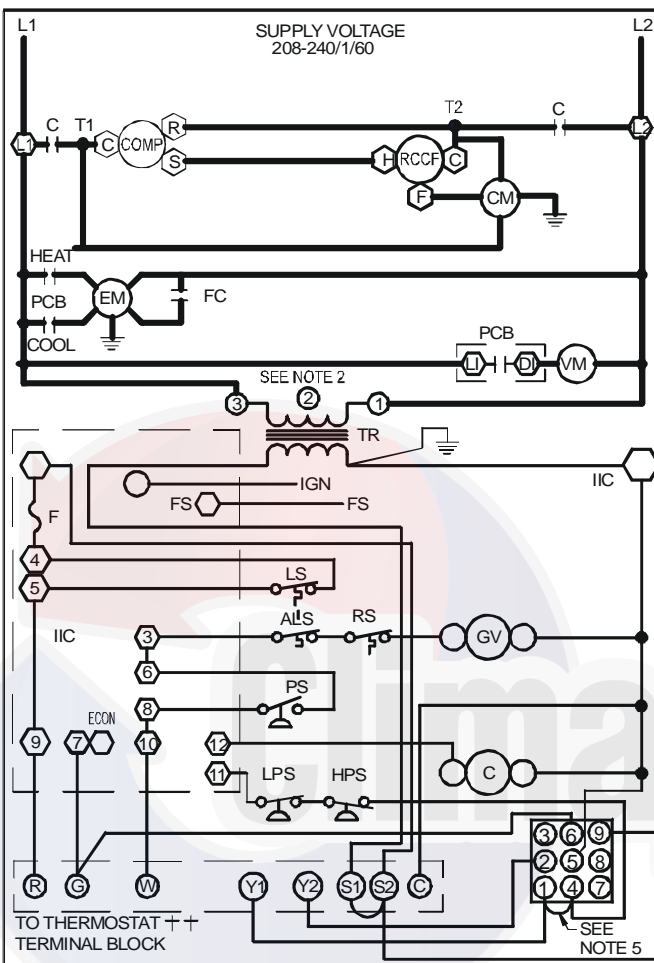 L1
SUPPLY VOLTAGE
208-240/1/60
L2
C
T1
T2
C
L1
C
COMP
R
S
H
RCCF
C
F
CM
L2
HEAT
PCB
COOL
EM
FC
PCB
LI
DI
VM
SEE NOTE 2
3
2
1
TR
IGN
FS
FS
IIC
F
4
5
LS
IIC
3
ALS
RS
GV
6
8
PS
ECON
9
7
10
12
C
11
LPS
HPS
3
6
9
2
5
8
1
4
7
R
G
W
Y1
Y2
S1
S2
C
TO THERMOSTAT ++
TERMINAL BLOCK
SEE
NOTE 5
Clima